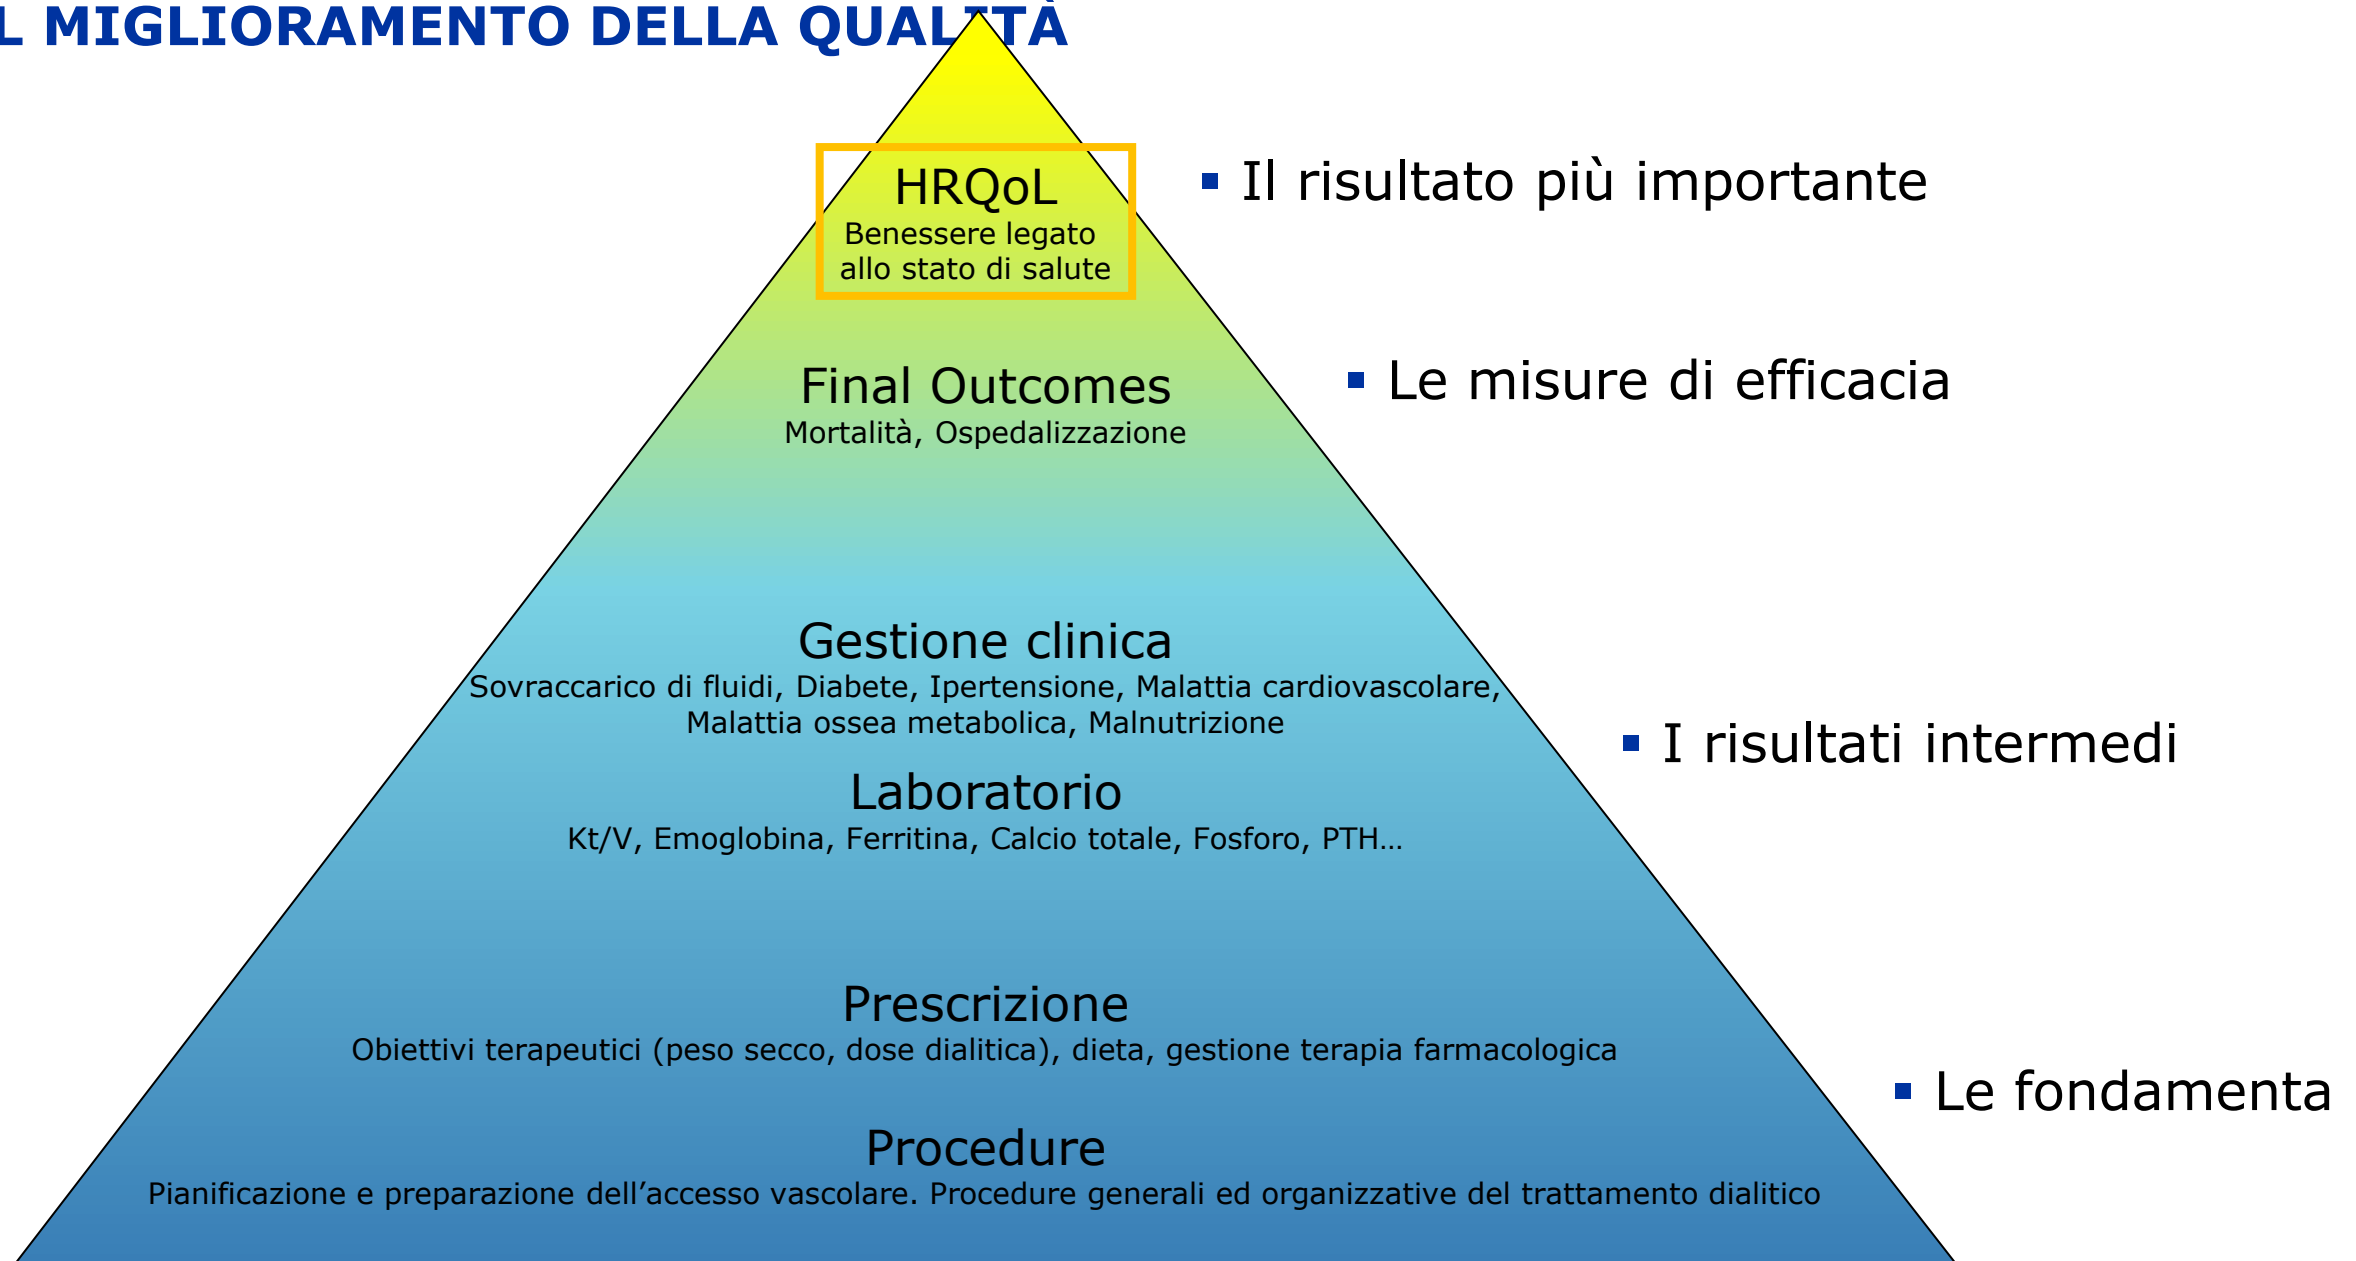 L MIGLIORAMENTO DELLA QUALITÀ
HRQoL
Benessere legato
allo stato di salute
▪ Il risultato più importante
Final Outcomes
Mortalità, Ospedalizzazione
▪ Le misure di efficacia
Gestione clinica
Sovraccarico di fluidi, Diabete, Ipertensione, Malattia cardiovascolare,
Malattia ossea metabolica, Malnutrizione
▪ I risultati intermedi
Laboratorio
Kt/V, Emoglobina, Ferritina, Calcio totale, Fosforo, PTH…
Prescrizione
Obiettivi terapeutici (peso secco, dose dialitica), dieta, gestione terapia farmacologica
▪ Le fondamenta
Procedure
Pianificazione e preparazione dell’accesso vascolare. Procedure generali ed organizzative del trattamento dialitico